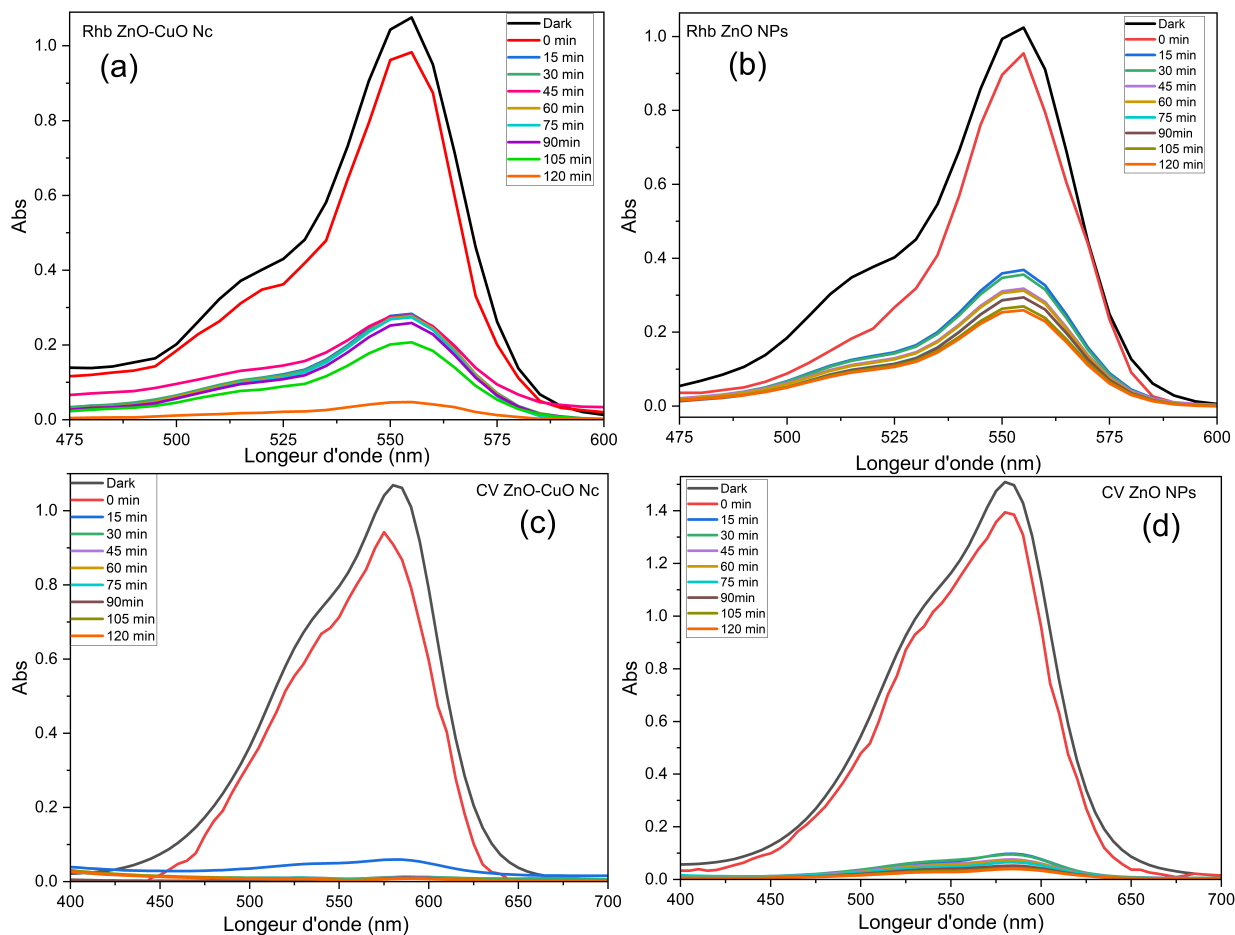 Rhb ZnO-CuO Nc
(a)
Dark
0 min
15 min
30 min
45 min
60 min
75 min
90min
105 min
120 min
1.0
0.8
0.6
0.4
0.2
0.0
Abs
475 500 525 550 575 600
Longeur d'onde (nm)
Rhb ZnO NPs
(b)
Dark
0 min
15 min
30 min
45 min
60 min
75 min
90min
105 min
120 min
1.0
0.8
0.6
0.4
0.2
0.0
Abs
475 500 525 550 575 600
Longeur d'onde (nm)
CV ZnO-CuO Nc
(c)
Dark
0 min
15 min
30 min
45 min
60 min
75 min
90min
105 min
120 min
1.0
0.8
0.6
0.4
0.2
0.0
Abs
400 450 500 550 600 650 700
Longeur d'onde (nm)
CV ZnO NPs
(d)
Dark
0 min
15 min
30 min
45 min
60 min
75 min
90min
105 min
120 min
1.4
1.2
1.0
0.8
0.6
0.4
0.2
0.0
Abs
400 450 500 550 600 650 700
Longeur d'onde (nm)